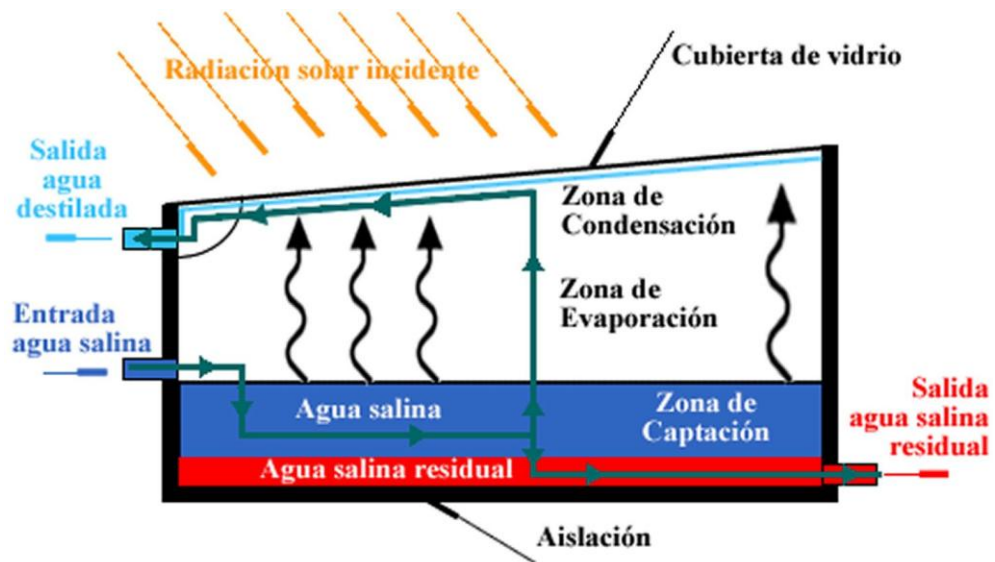 Radiación solar incidente
Cubierta de vidrio
Salida
agua
destilada
Zona de
Condensación
Entrada
agua salina
Zona de
Evaporación
Agua salina
Zona de
Captación
Salida
agua salina
residual
Agua salina residual
Aislación